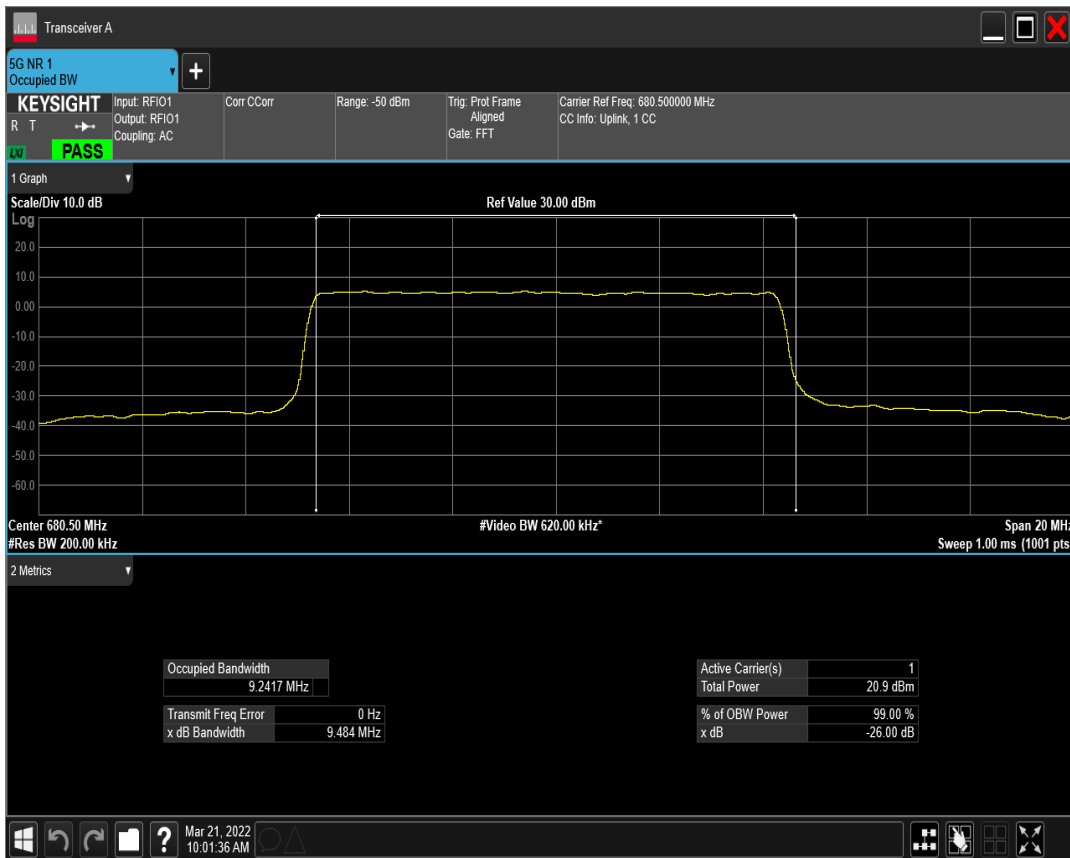 Transceiver A
5G NR 1
Occupied BW
+
KEYSIGHT
R T
LXI
PASS
Input: RFIO1
Output: RFIO1
Coupling: AC
Corr CCorr
Range: -50 dBm
Trig: Prot Frame
Aligned
Gate: FFT
Carrier Ref Freq: 680.500000 MHz
CC Info: Uplink, 1 CC
1 Graph
Scale/Div 10.0 dB
Ref Value 30.00 dBm
Log
20.0
10.0
0.00
-10.0
-20.0
-30.0
-40.0
-50.0
-60.0
Center 680.50 MHz
#Video BW 620.00 kHz*
Span 20 MHz
#Res BW 200.00 kHz
Sweep 1.00 ms (1001 pts
2 Metrics
Occupied Bandwidth
9.2417 MHz
Transmit Freq Error 0 Hz
x dB Bandwidth 9.484 MHz
Active Carrier(s) 1
Total Power 20.9 dBm
% of OBW Power 99.00 %
x dB -26.00 dB
?
Mar 21, 2022
10:01:36 AM